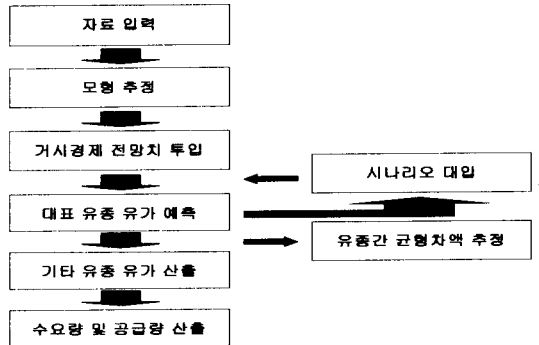 자료 입력
모형 추정
거시경제 전망치 투입
대표 유종 유가 예측
기타 유종 유가 산출
수요량 및 공급량 산출
시나리오 대입
유종간 균형차액 추정